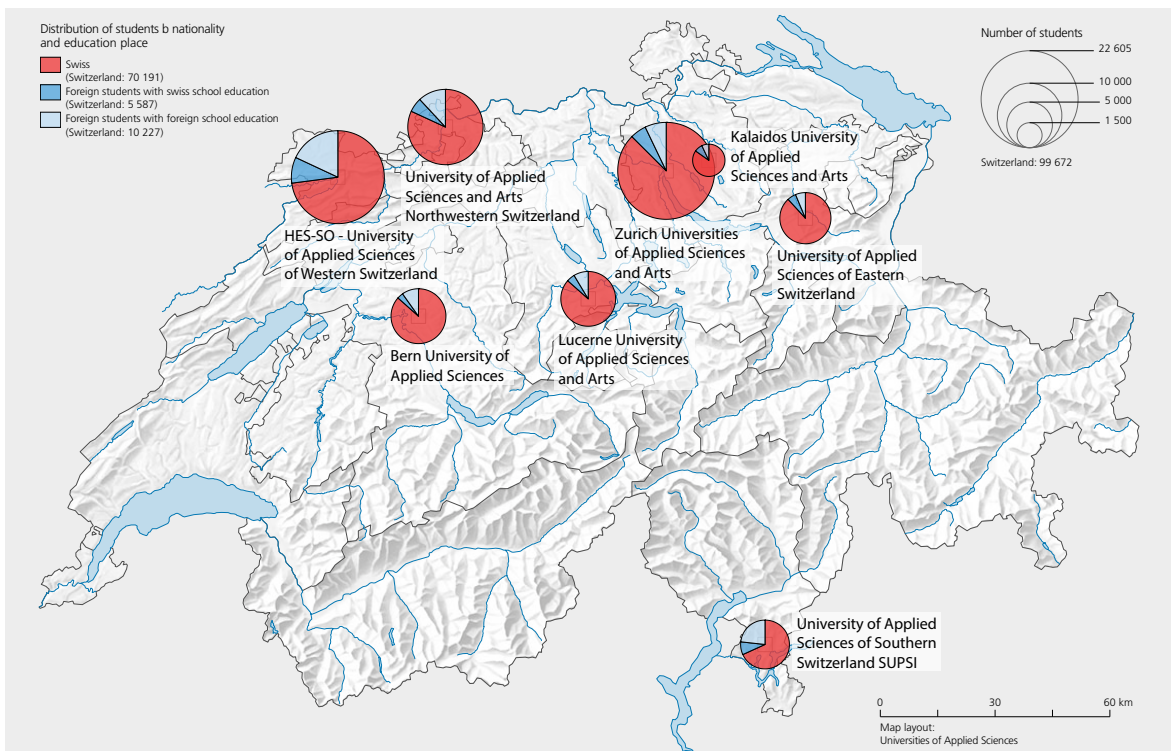 Distribution of students b nationality
and education place
Swiss
(Switzerland: 70 191)
Foreign students with swiss school education
(Switzerland: 5 587)
Foreign students with foreign school education
(Switzerland: 10 227)
Number of students
22 605
10 000
5 000
1 500
Switzerland: 99 672
Kalaidos University
of Applied
Sciences and Arts
University of Applied
Sciences and Arts
Northwestern Switzerland
HES-SO - University
of Applied Sciences
of Western Switzerland
Zurich Universities
of Applied Sciences
and Arts
University of Applied
Sciences of Eastern
Switzerland
Bern University of
Applied Sciences
Lucerne University
of Applied Sciences
and Arts
University of Applied
Sciences of Southern
Switzerland SUPSI
0 30 60 km
Map layout:
Universities of Applied Sciences